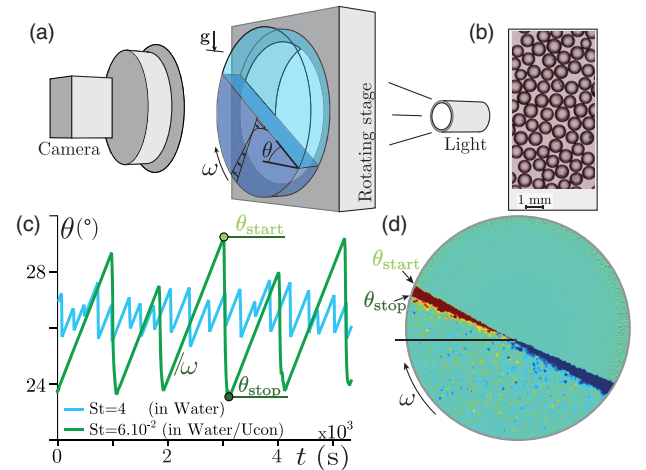 (a)
g
Camera
ω
θ
Rotating stage
Light
(b)
1 mm
(c)
θ(°)
θstart
28
24
/ω
θstop
St=4 (in Water)
St=6.10-2 (in Water/Ucon)
x10³
0
2
4
t (s)
(d)
θstart
θstop
ω